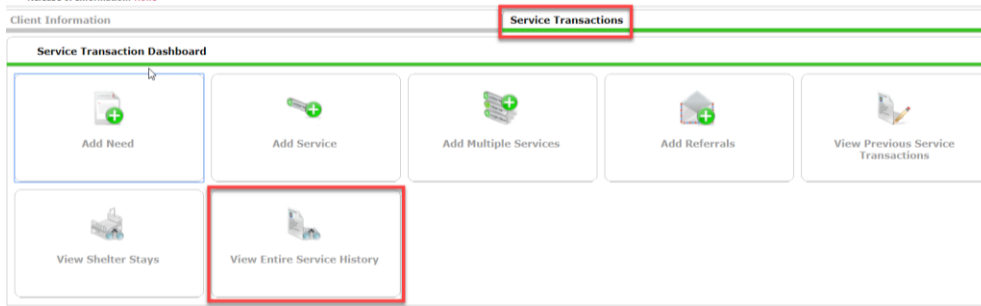 Client Information Service Transactions
Service Transaction Dashboard
Add Need Add Service Add Multiple Services Add Referrals View Previous Service
Transactions
View Shelter Stays View Entire Service History